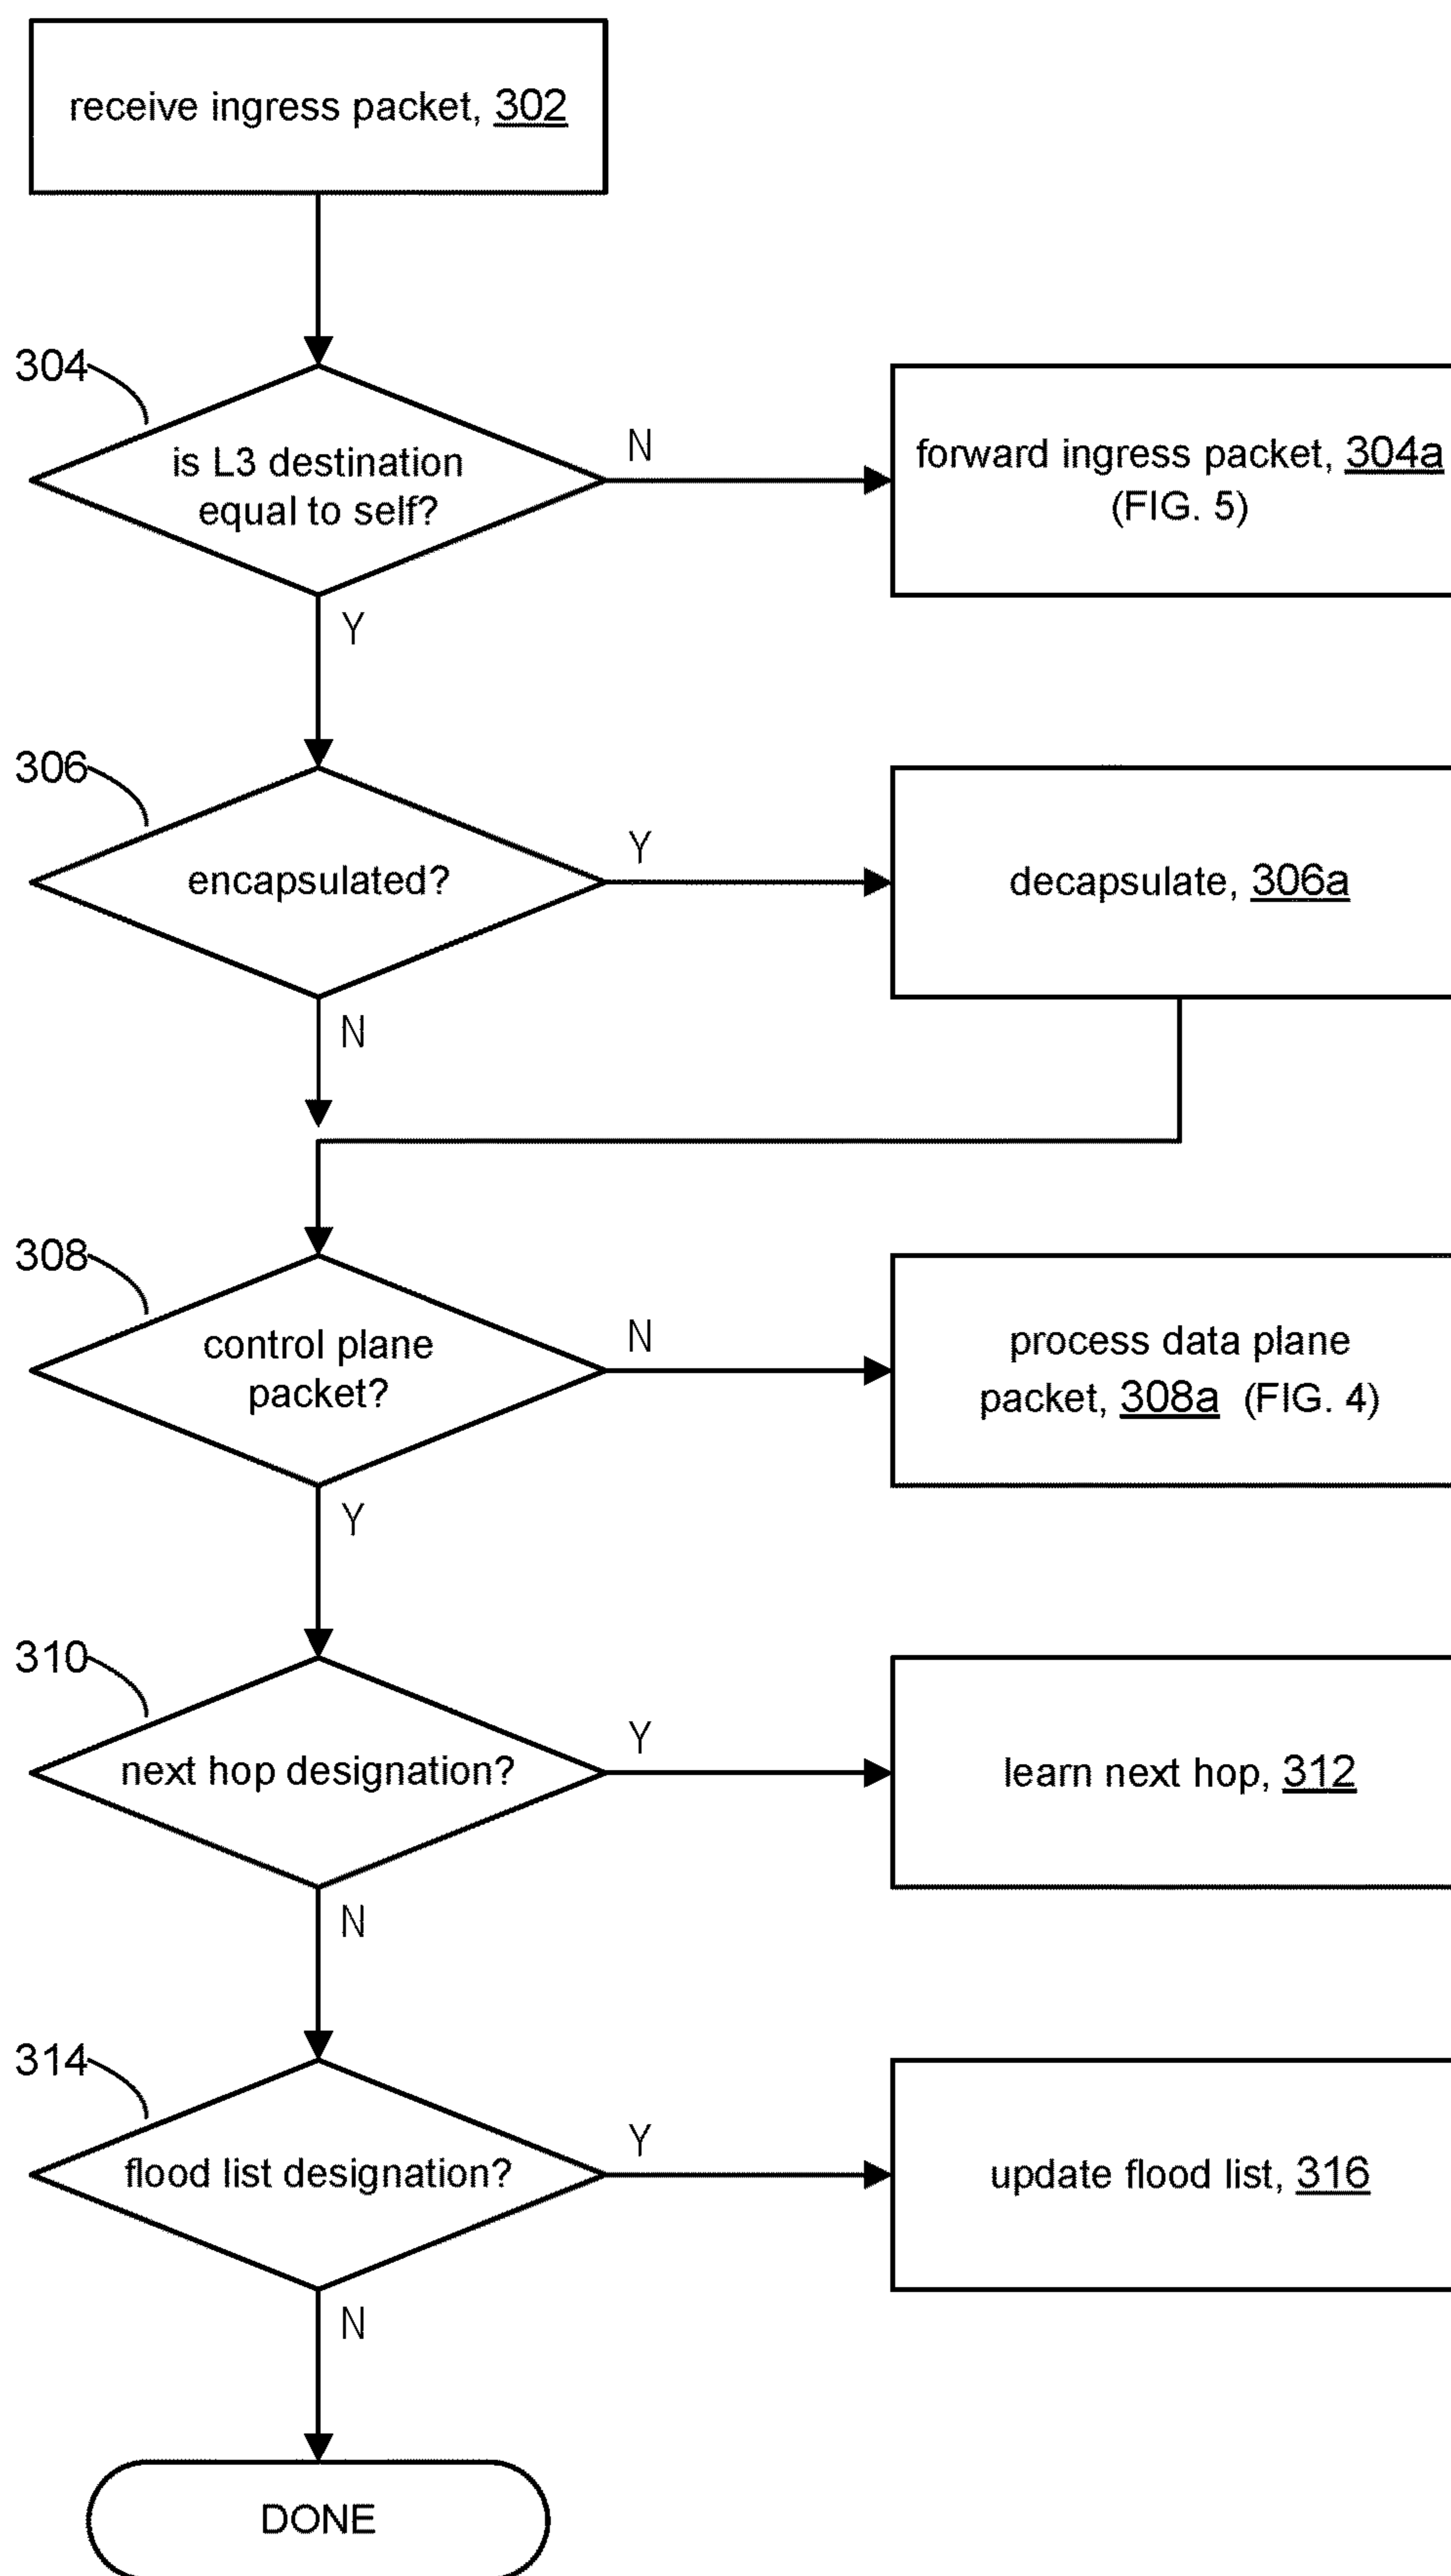 receive ingress packet, 302
304
is L3 destination
equal to self?
N
forward ingress packet, 304a
(FIG. 5)
Y
306
encapsulated?
Y
decapsulate, 306a
N
308
control plane
packet?
N
process data plane
packet, 308a (FIG. 4)
Y
310
next hop designation?
Y
learn next hop, 312
N
314
flood list designation?
Y
update flood list, 316
N
DONE